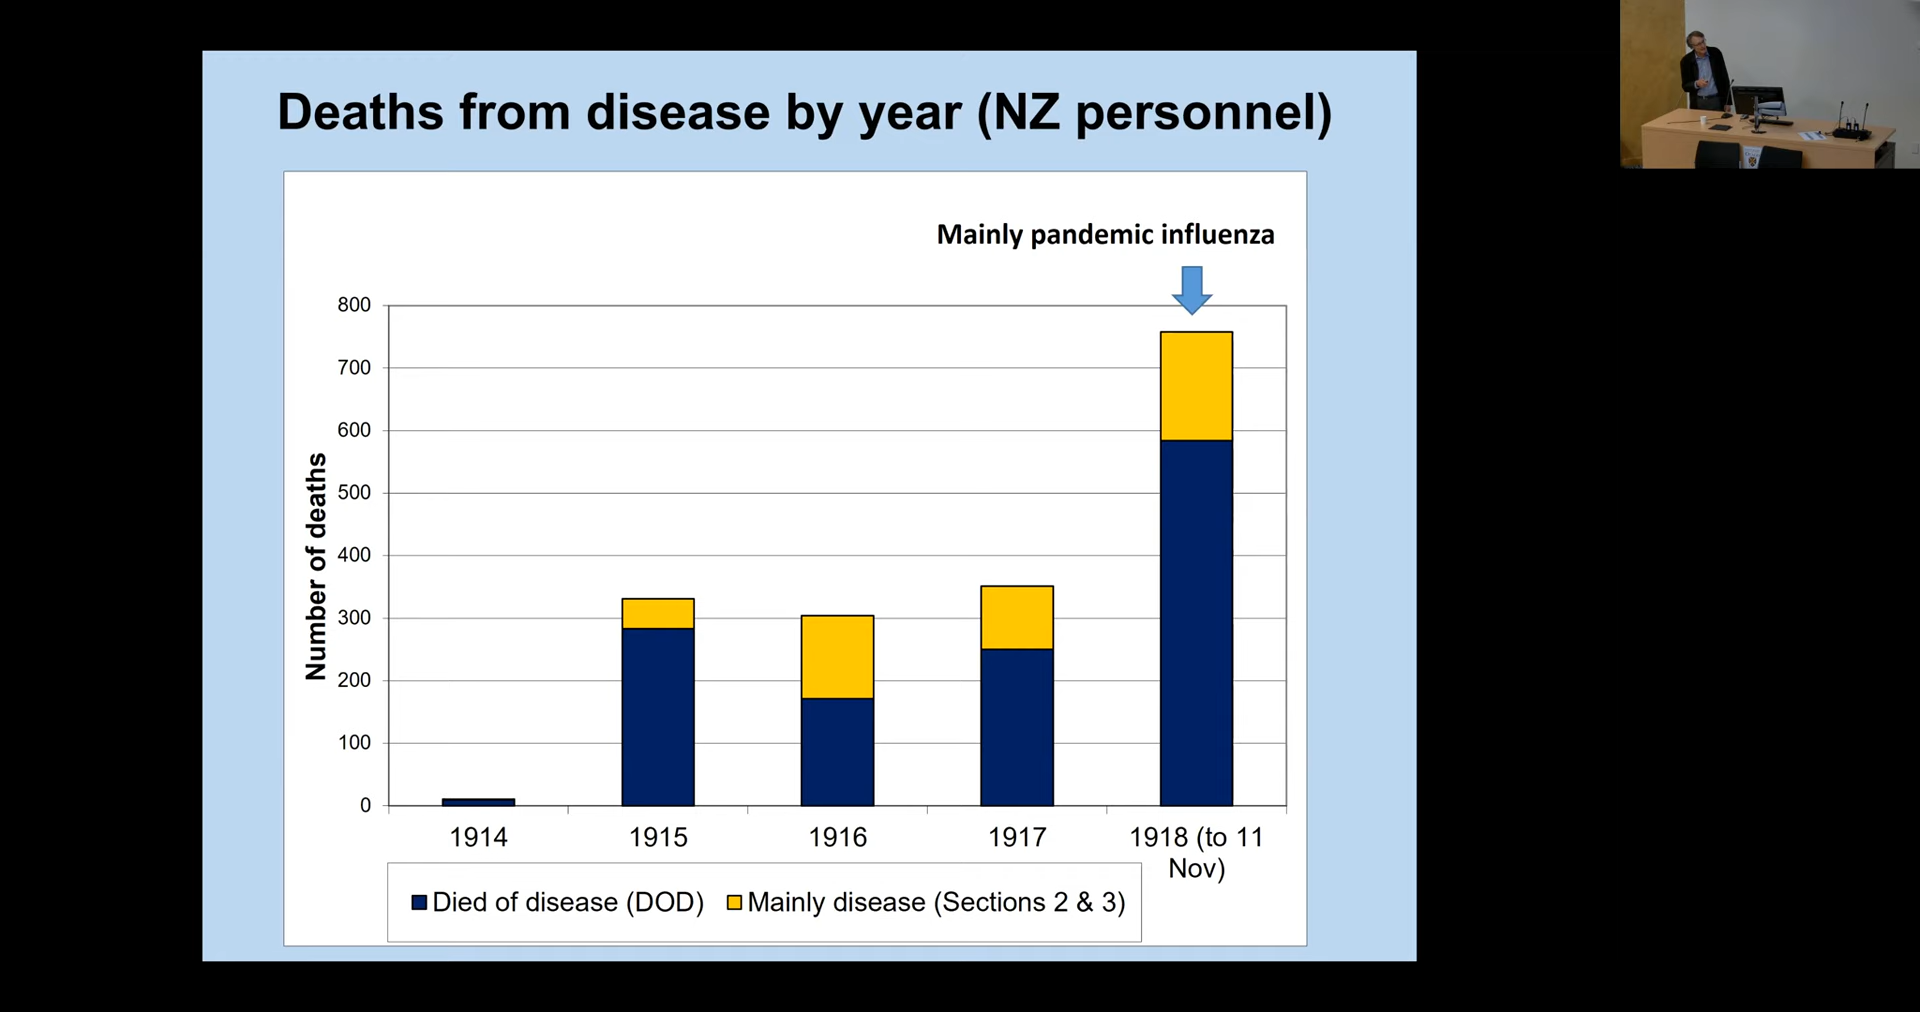 Deaths from disease by year (NZ personnel)
Mainly pandemic influenza
Number of deaths
800
700
600
500
400
300
200
100
0
1914
1915
1916
1917
1918 (to 11
Nov)
Died of disease (DOD)
Mainly disease (Sections 2 & 3)